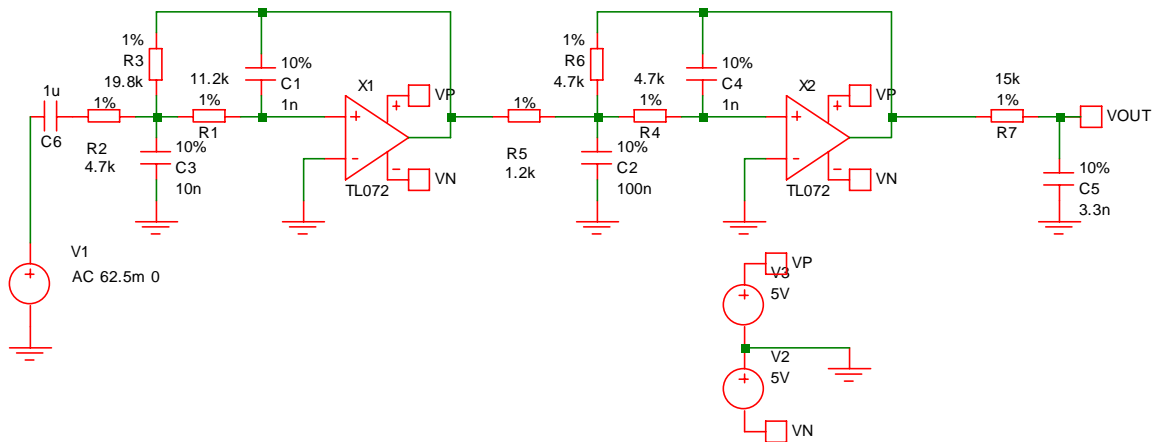 1%
R3
19.8k
11.2k
1%
R1
10%
C1
1n
X1
+
-
+
-
VP
VN
TL072
1u
C6
1%
R2
4.7k
10%
C3
10n
V1
AC 62.5m 0
+
1%
R6
4.7k
4.7k
1%
R4
10%
C4
1n
X2
+
-
+
-
VP
VN
TL072
1%
R5
1.2k
10%
C2
100n
15k
1%
R7
VOUT
10%
C5
3.3n
VP
V3
5V
+
V2
5V
+
VN